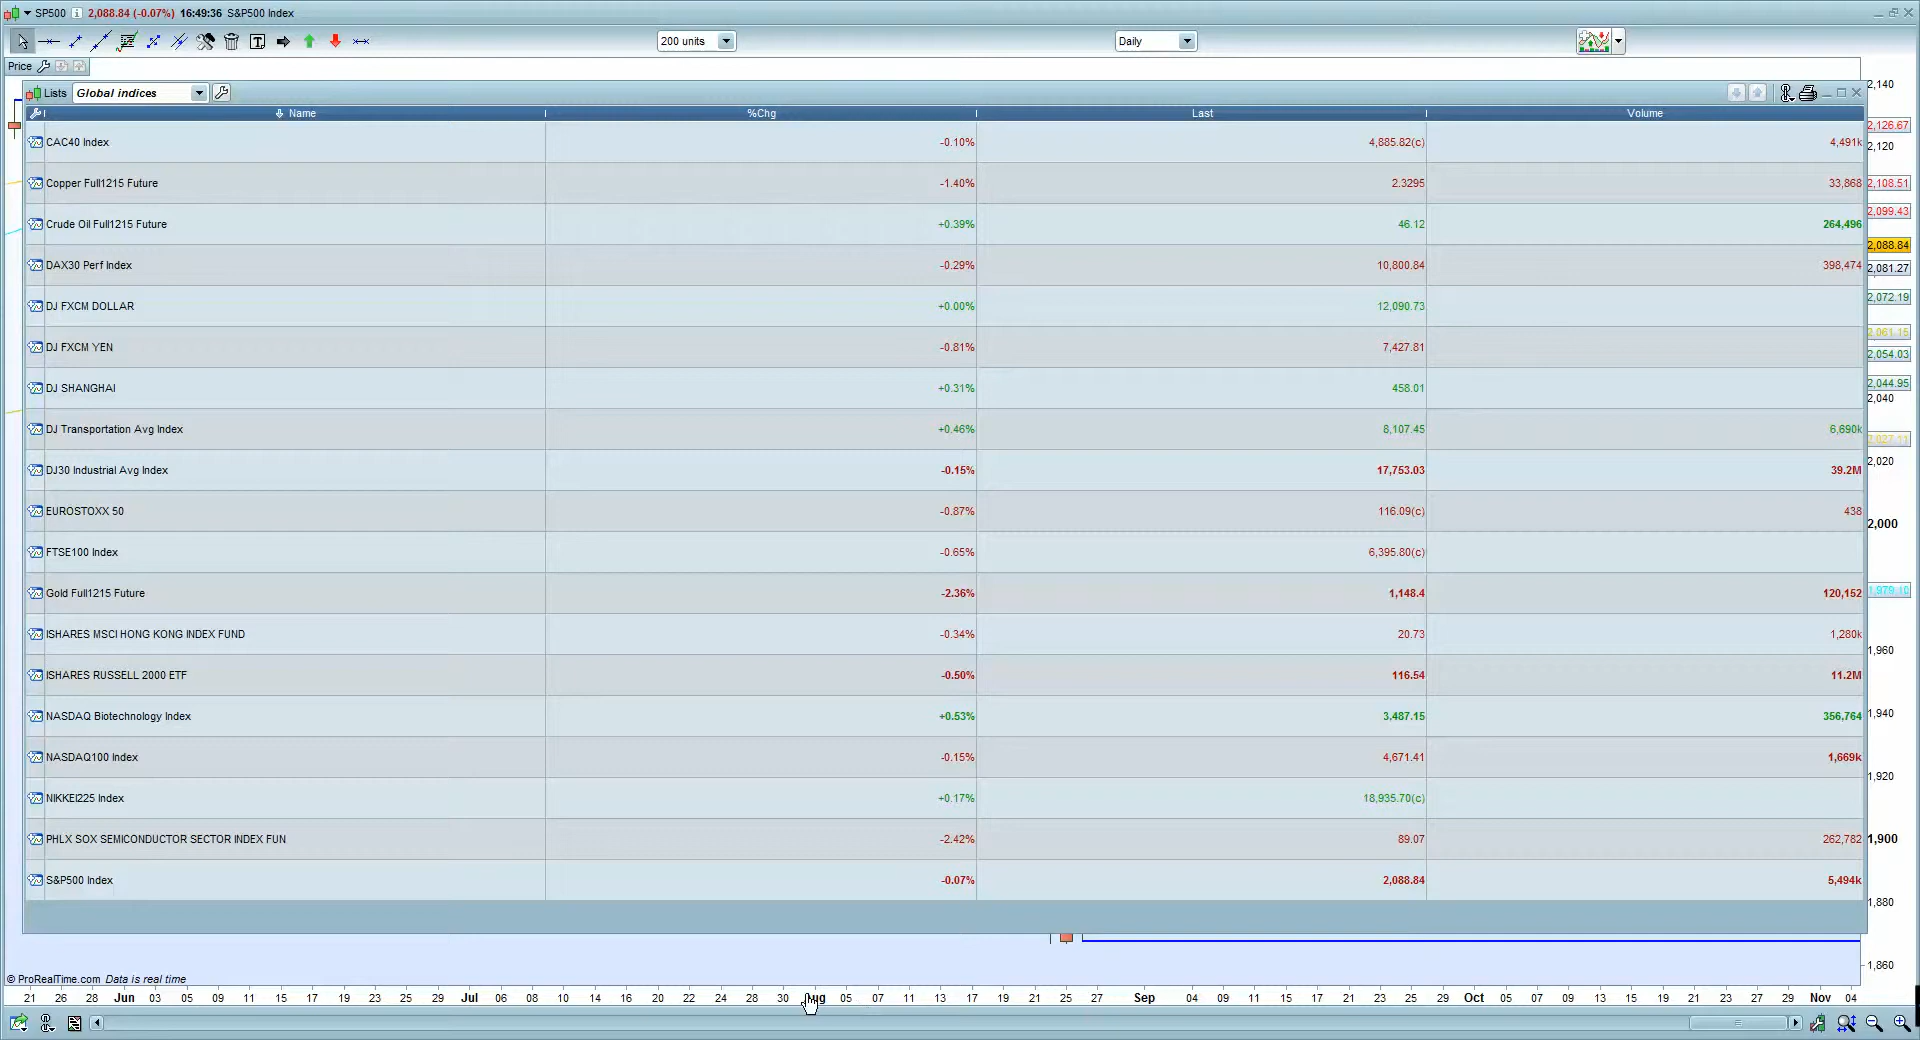 SP500 2,088.84 (-0.07%) 16:49:36 S&P500 Index
200 units Daily
Price
Lists Global indices
Name %Chg Last Volume
CAC40 Index -0.10% 4,885.82(c) 4,491k
Copper Full1215 Future -1.40% 2.3295 33,868
Crude Oil Full1215 Future +0.39% 46.12 264,496
DAX30 Perf Index -0.29% 10,800.84 398,474
DJ FXCM DOLLAR +0.00% 12,090.73
DJ FXCM YEN -0.81% 7,427.81
DJ SHANGHAI +0.31% 458.01
DJ Transportation Avg Index +0.46% 8,107.45 6,690k
DJ30 Industrial Avg Index -0.15% 17,753.03 39.2M
EUROSTOXX 50 -0.87% 116.09(c) 438
FTSE100 Index -0.65% 6,395.80(c)
Gold Full1215 Future -2.36% 1,148.4 120,152
ISHARES MSCI HONG KONG INDEX FUND -0.34% 20.73 1,280k
ISHARES RUSSELL 2000 ETF -0.50% 116.54 11.2M
NASDAQ Biotechnology Index +0.53% 3,487.15 356,764
NASDAQ100 Index -0.15% 4,671.41 1,669k
NIKKEI225 Index +0.17% 18,935.70(c)
PHLX SOX SEMICONDUCTOR SECTOR INDEX FUN -2.42% 89.07 262,782
S&P500 Index -0.07% 2,088.84 5,494k
2,140
2,126.67
2,120
2,108.51
2,099.43
2,088.84
2,081.27
2,072.19
2,061.15
2,054.03
2,044.95
2,040
2,027.11
2,020
2,000
1,979.10
1,960
1,940
1,920
1,900
1,880
1,860
© ProRealTime.com Data is real time
21 26 28 Jun 03 05 09 11 15 17 19 23 25 29 Jul 06 08 10 14 16 20 22 24 28 30 Aug 05 07 11 13 17 19 21 25 27 Sep 04 09 11 15 17 21 23 25 29 Oct 05 07 09 13 15 19 21 23 27 29 Nov 04